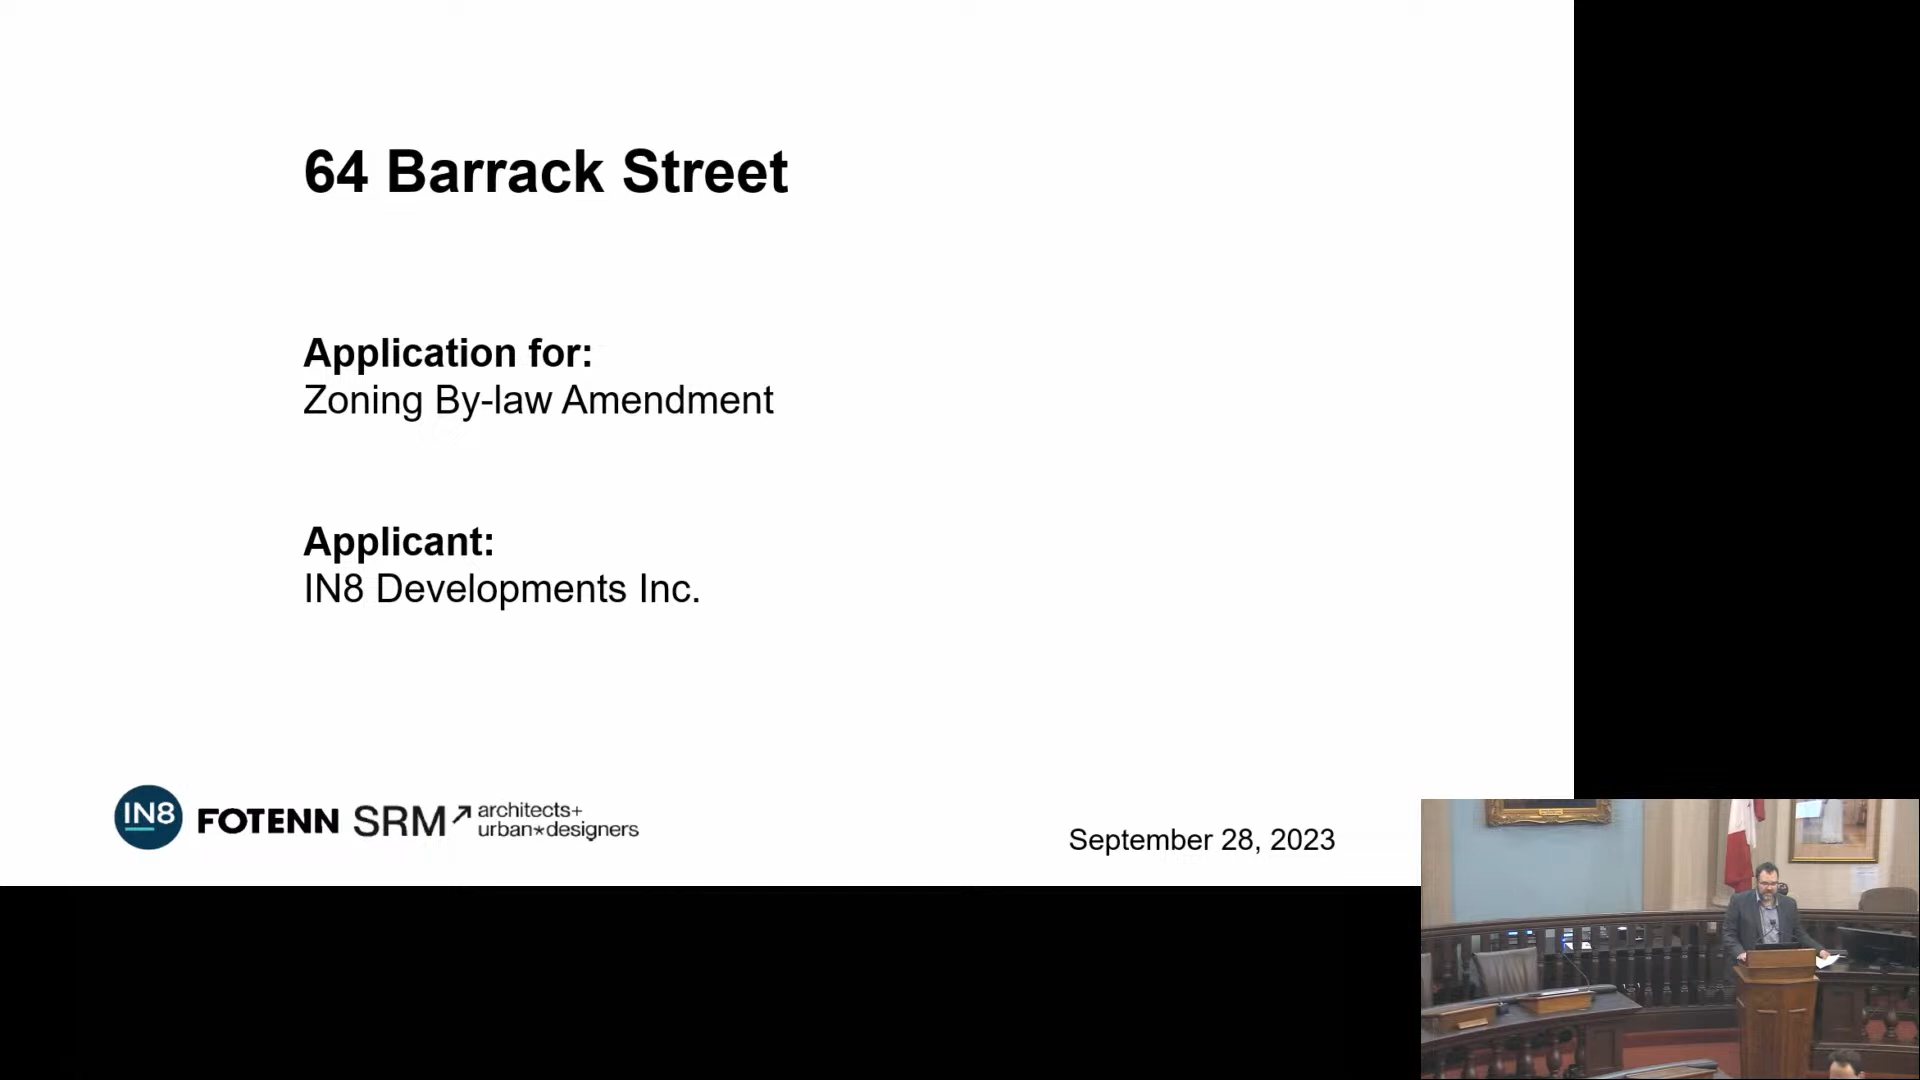 64 Barrack Street
Application for:
Zoning By-law Amendment
Applicant:
IN8 Developments Inc.
IN8 FOTENN SRM architects+
urban*designers
September 28, 2023